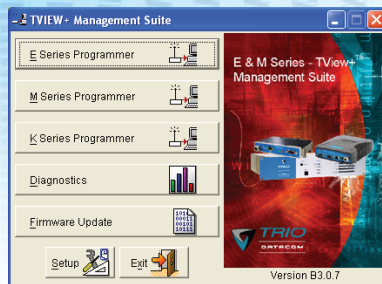 TVIEW+ Management Suite
E Series Programmer
M Series Programmer
K Series Programmer
Diagnostics
Firmware Update
Setup
Exit
E & M Series - TView+™
Management Suite
TRIO
DATACOM
Version B3.0.7